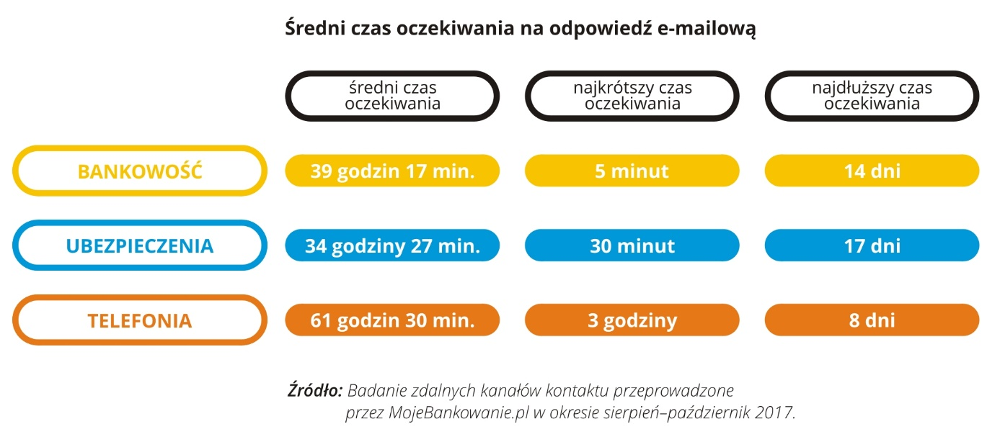 Średni czas oczekiwania na odpowiedź e-mailową
średni czas
oczekiwania
najkrótszy czas
oczekiwania
najdłuższy czas
oczekiwania
BANKOWOŚĆ
39 godzin 17 min.
5 minut
14 dni
UBEZPIECZENIA
34 godziny 27 min.
30 minut
17 dni
TELEFONIA
61 godzin 30 min.
3 godziny
8 dni
Źródło: Badanie zdalnych kanałów kontaktu przeprowadzone
przez MojeBankowanie.pl w okresie sierpień–październik 2017.